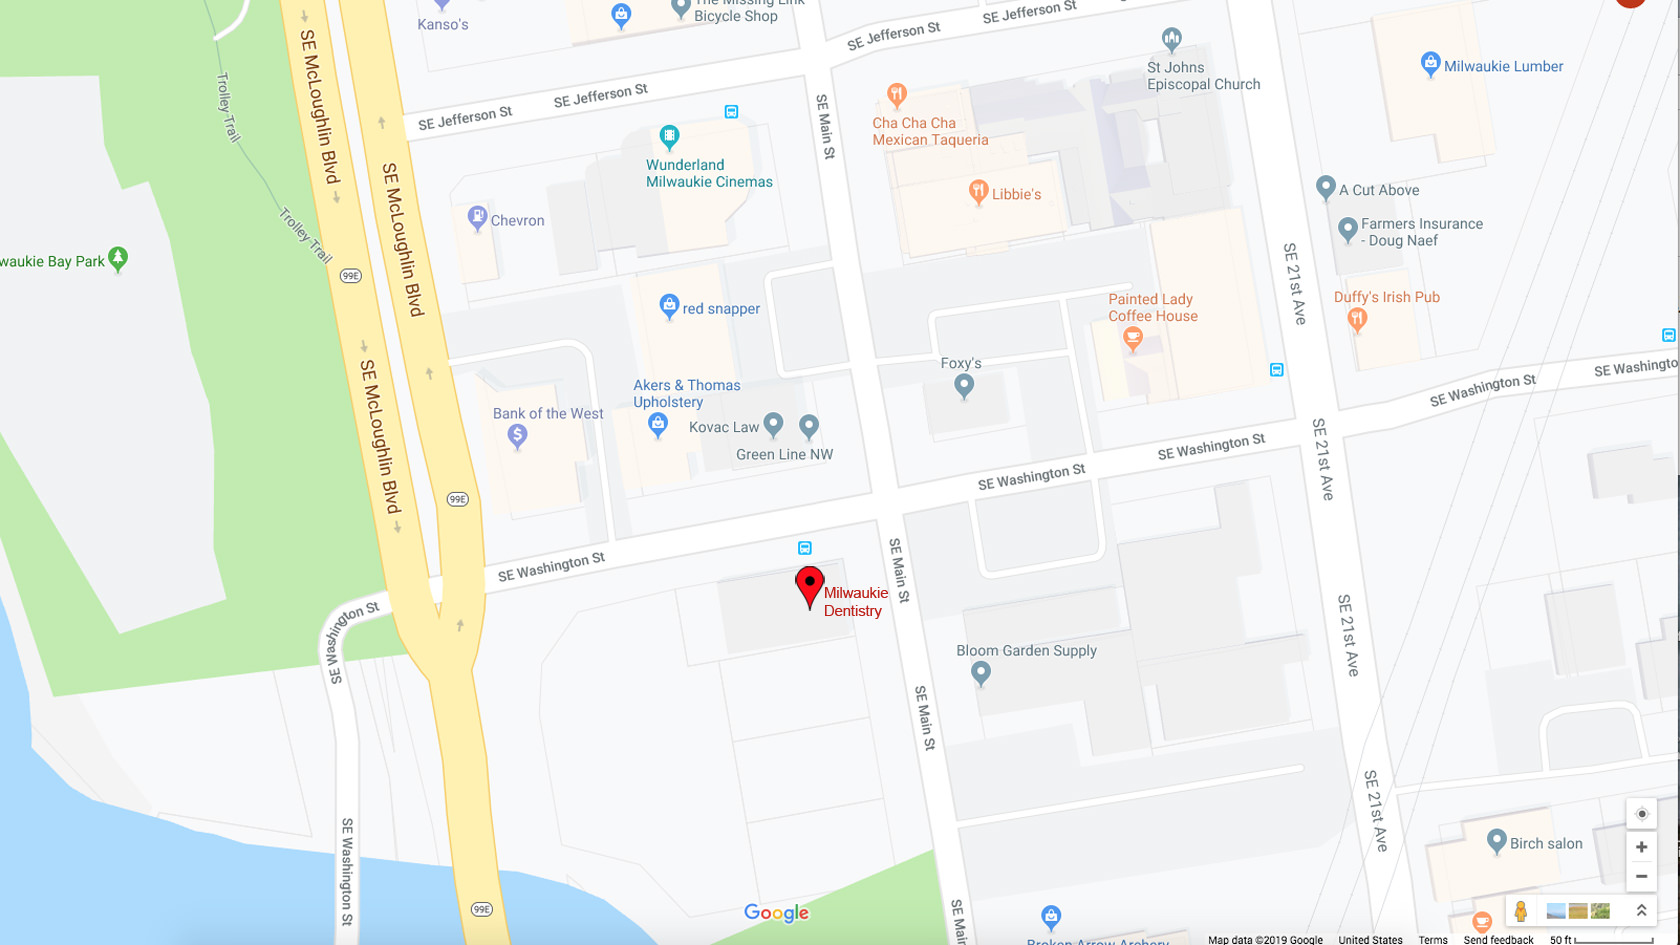 Kanso's
The Missing Link
Bicycle Shop
SE Jefferson St
SE Jefferson St
SE Jefferson St
SE Jefferson St
St Johns
Episcopal Church
Milwaukie Lumber
SE McLoughlin Blvd
SE McLoughlin Blvd
SE McLoughlin Blvd
Trolley Trail
Trolley Trail
SE Main St
Cha Cha Cha
Mexican Taqueria
Wunderland
Milwaukie Cinemas
Libbie's
A Cut Above
Chevron
Farmers Insurance
- Doug Naef
waukie Bay Park
99E
SE 21st Ave
red snapper
Painted Lady
Coffee House
Duffy's Irish Pub
Foxy's
SE Washington St
SE Washingto
Akers & Thomas
Upholstery
Bank of the West
Kovac Law
Green Line NW
SE Washington St
SE Washington St
SE 21st Ave
99E
SE Washington St
SE Main St
Milwaukie
Dentistry
SE Washington St
SE Washington St
SE 21st Ave
Bloom Garden Supply
SE Main St
SE 21st Ave
SE Washington St
Birch salon
99E
Google
SE Main
Broken Arrow Archery
Map data ©2019 Google
United States
Terms
Send feedback
50 ft